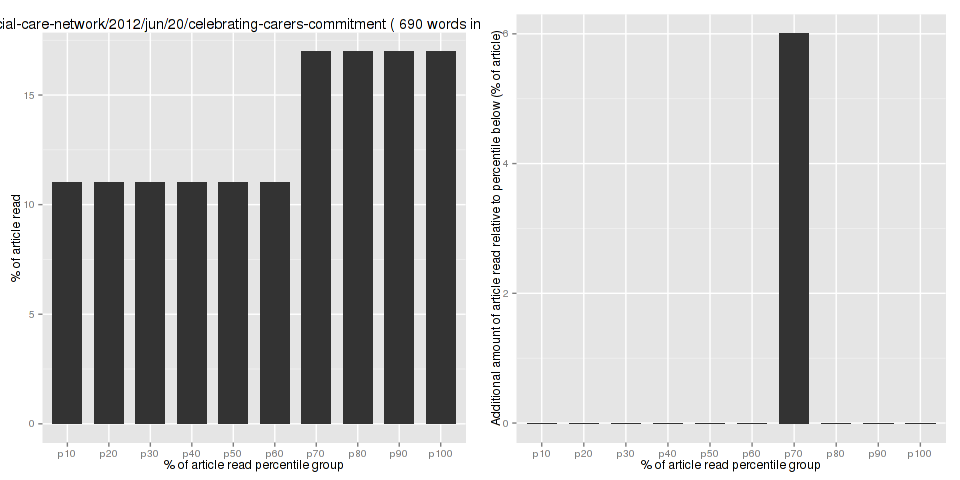 cial-care-network/2012/jun/20/celebrating-carers-commitment ( 690 words in
% of article read
15
10
5
0
p10 p20 p30 p40 p50 p60 p70 p80 p90 p100
% of article read percentile group
Additional amount of article read relative to percentile below (% of article)
6
4
2
0
p10 p20 p30 p40 p50 p60 p70 p80 p90 p100
% of article read percentile group